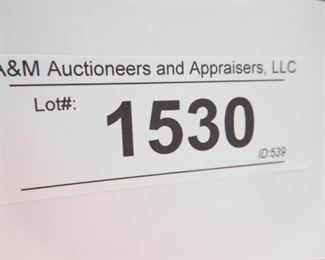 A&M Auctioneers and Appraisers, LLC
Lot#: 1530
ID:539